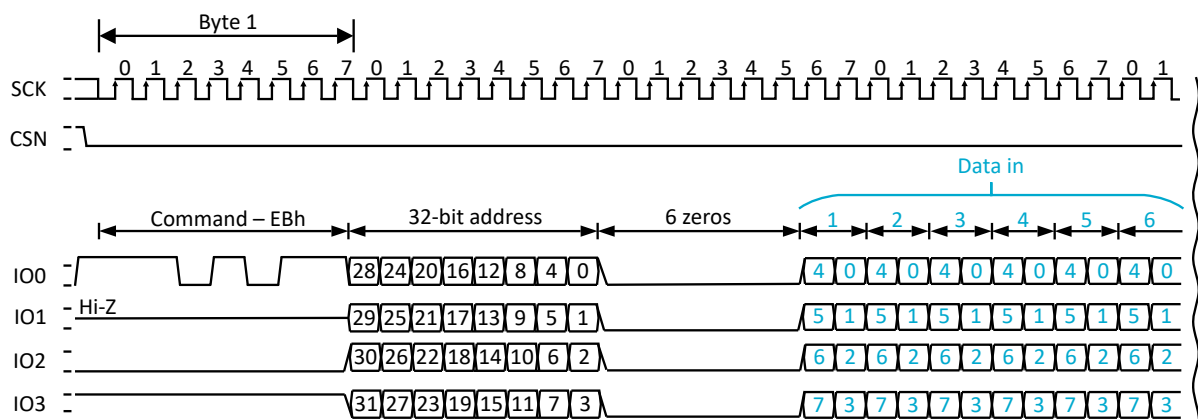 Byte 1
0 1 2 3 4 5 6 7 0 1 2 3 4 5 6 7 0 1 2 3 4 5 6 7 0 1 2 3 4 5 6 7 0 1
SCK
CSN
Data in
Command – EBh 32-bit address 6 zeros 1 2 3 4 5 6
IO0 28 24 20 16 12 8 4 0 4 0 4 0 4 0 4 0 4 0 4 0
Hi-Z
IO1 29 25 21 17 13 9 5 1 5 1 5 1 5 1 5 1 5 1 5 1
IO2 30 26 22 18 14 10 6 2 6 2 6 2 6 2 6 2 6 2 6 2
IO3 31 27 23 19 15 11 7 3 7 3 7 3 7 3 7 3 7 3 7 3